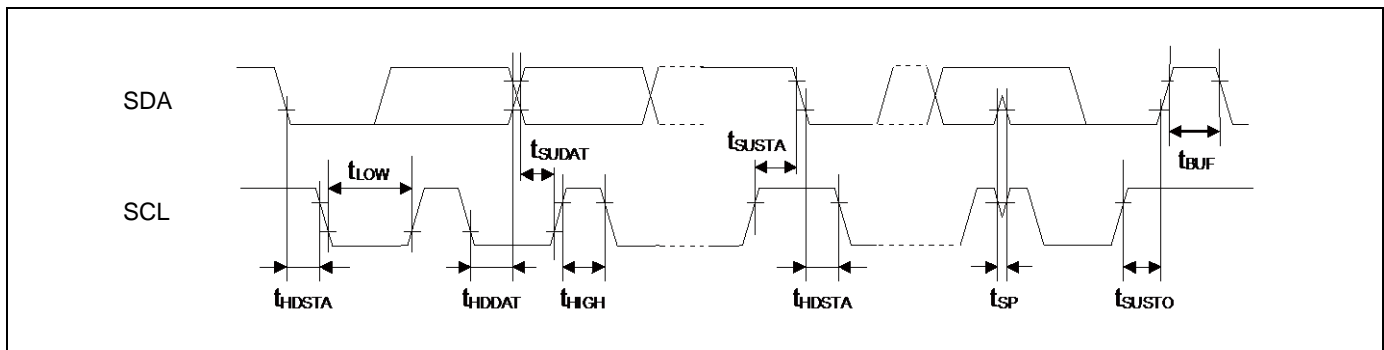 SDA
tSUDAT
tSUSTA
tBUF
tLOW
SCL
tHDSTA
tHDDAT
tHIGH
tHDSTA
tSP
tSUSTO